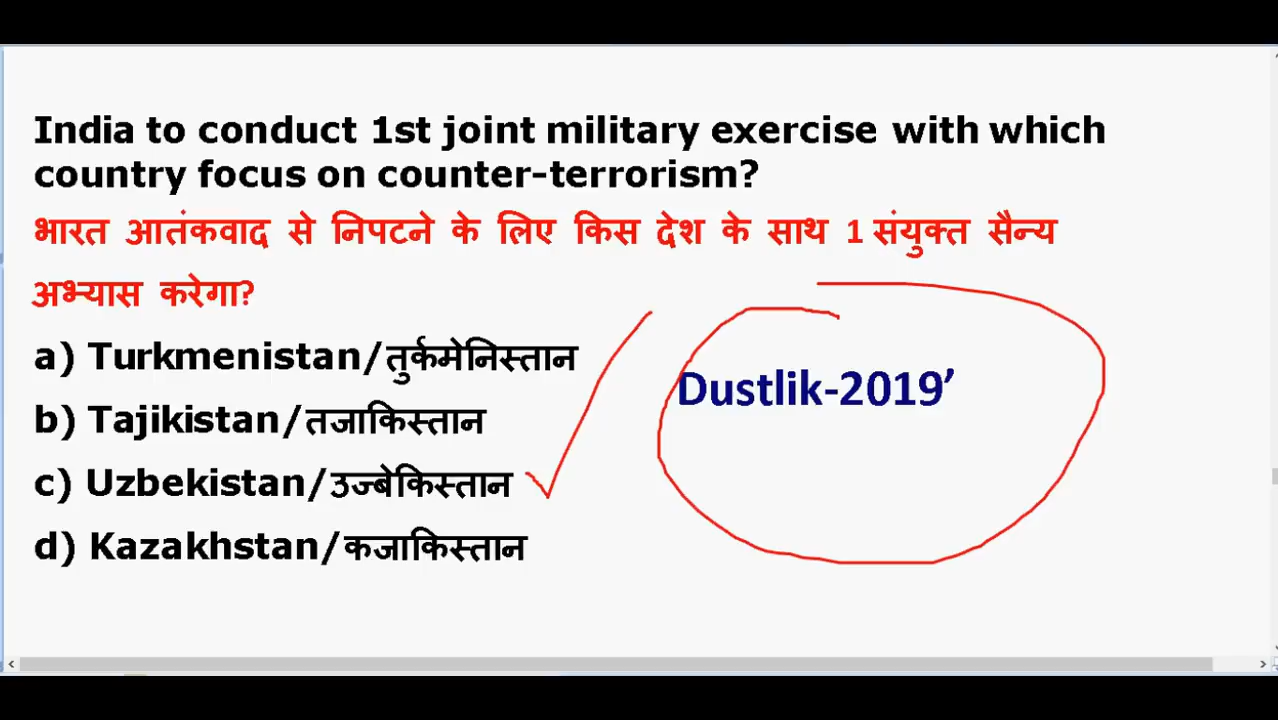 India to conduct 1st joint military exercise with which
country focus on counter-terrorism?
भारत आतंकवाद से निपटने के लिए किस देश के साथ 1 संयुक्त सैन्य
अभ्यास करेगा?
a) Turkmenistan/तुर्कमेनिस्तान
Dustlik-2019’
b) Tajikistan/तजाकिस्तान
c) Uzbekistan/उज्बेकिस्तान
d) Kazakhstan/कजाकिस्तान